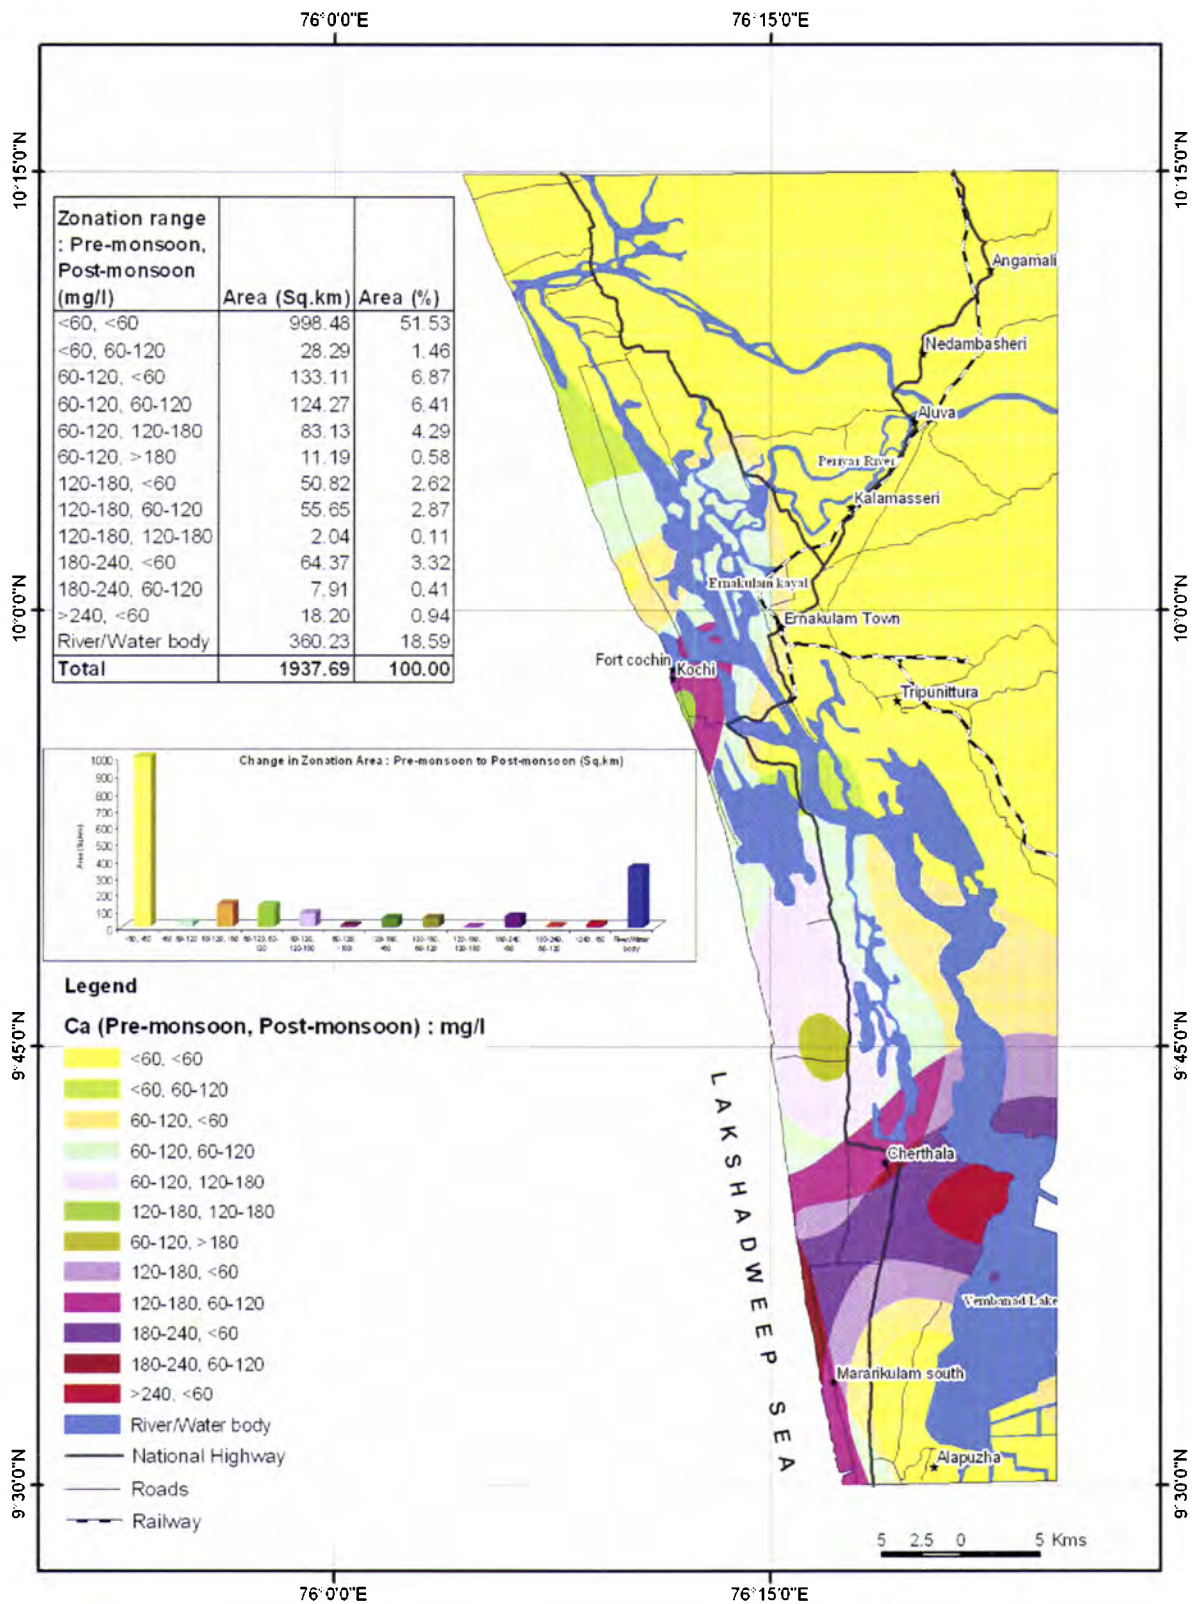 76°0'0"E 76°15'0"E
10°15'0"N 10°15'0"N
Zonation range
: Pre-monsoon,
Post-monsoon
(mg/l) Area (Sq.km) Area (%)
<60, <60 998.48 51.53
<60, 60-120 28.29 1.46
60-120, <60 133.11 6.87
60-120, 60-120 124.27 6.41
60-120, 120-180 83.13 4.29
60-120, >180 11.19 0.58
120-180, <60 50.82 2.62
120-180, 60-120 55.65 2.87
120-180, 120-180 2.04 0.11
180-240, <60 64.37 3.32
180-240, 60-120 7.91 0.41
>240, <60 18.20 0.94
River/Water body 360.23 18.59
Total 1937.69 100.00
Angamali
Nedambasheri
Aluva
Periyar River
Kalamasseri
Ernakulam kayal
10°0'0"N 10°0'0"N
Ernakulam Town
Fort cochin
Kochi
Tripunittura
Change in Zonation Area : Pre-monsoon to Post-monsoon (Sq.km)
Area (Sq.km)
1000
900
800
700
600
500
400
300
200
100
0
River/Water
body
Legend
Ca (Pre-monsoon, Post-monsoon) : mg/l
<60, <60
<60, 60-120
60-120, <60
60-120, 60-120
60-120, 120-180
120-180, 120-180
60-120, >180
120-180, <60
120-180, 60-120
180-240, <60
180-240, 60-120
>240, <60
River/Water body
National Highway
Roads
Railway
9°45'0"N 9°45'0"N
LAKSHADWEEP SEA
Cherthala
Vembanad Lake
Mararikulam south
Alapuzha
9°30'0"N 9°30'0"N
5 2.5 0 5 Kms
76°0'0"E 76°15'0"E